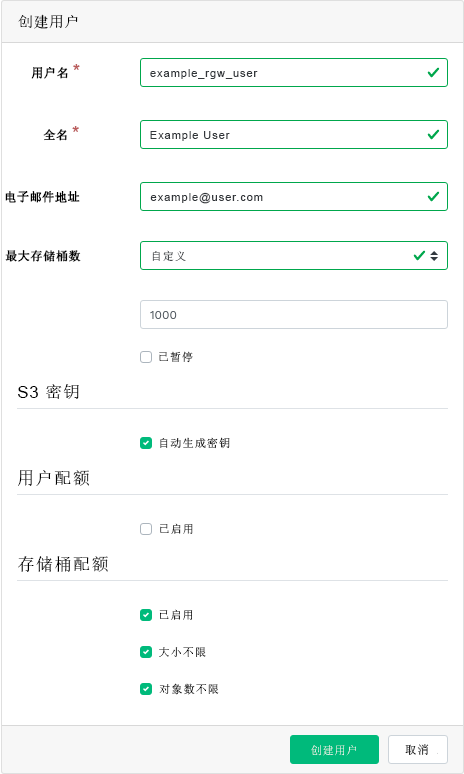 创建用户
用户名 *
example_rgw_user
全名 *
Example User
电子邮件地址
example@user.com
最大存储桶数
自定义
1000
已暂停
S3 密钥
自动生成密钥
用户配额
已启用
存储桶配额
已启用
大小不限
对象数不限
创建用户 取消